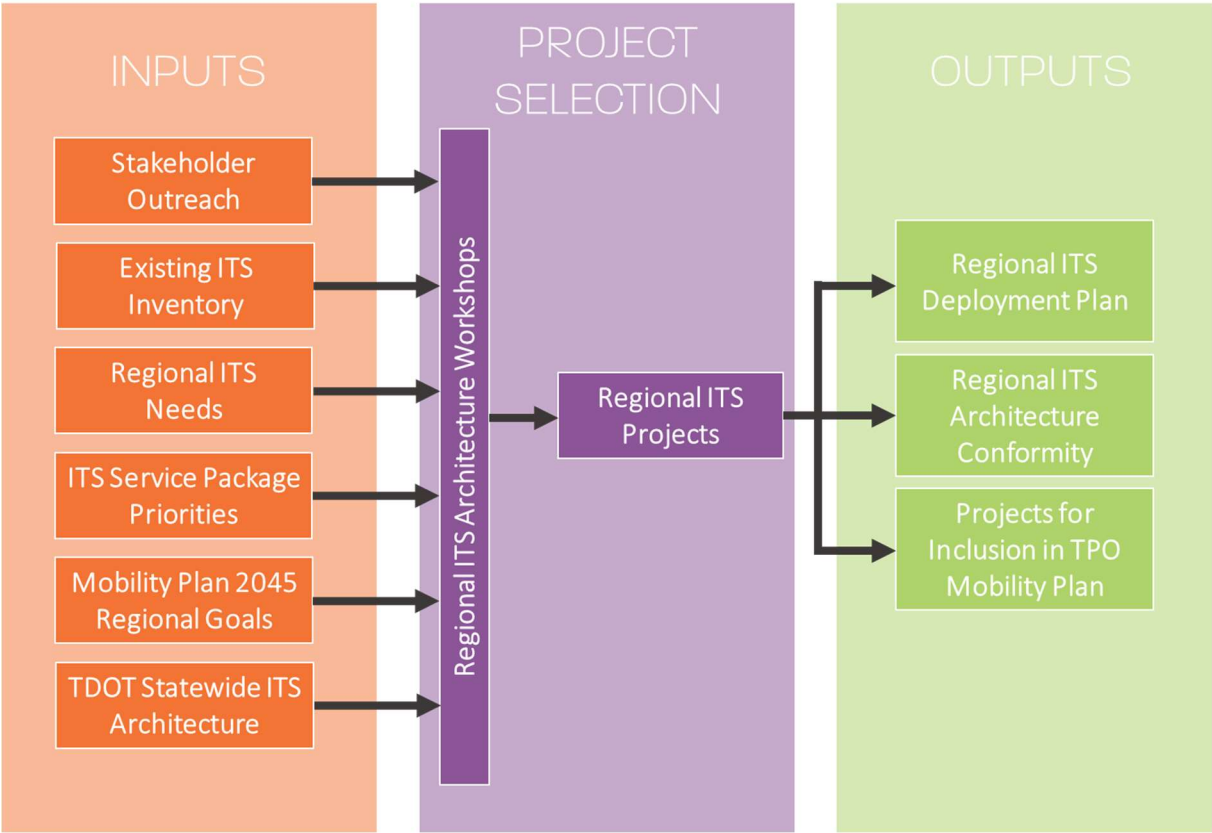 INPUTS
Stakeholder
Outreach
Existing ITS
Inventory
Regional ITS
Needs
ITS Service Package
Priorities
Mobility Plan 2045
Regional Goals
TDOT Statewide ITS
Architecture
PROJECT
SELECTION
Regional ITS Architecture Workshops
Regional ITS
Projects
OUTPUTS
Regional ITS
Deployment Plan
Regional ITS
Architecture
Conformity
Projects for
Inclusion in TPO
Mobility Plan